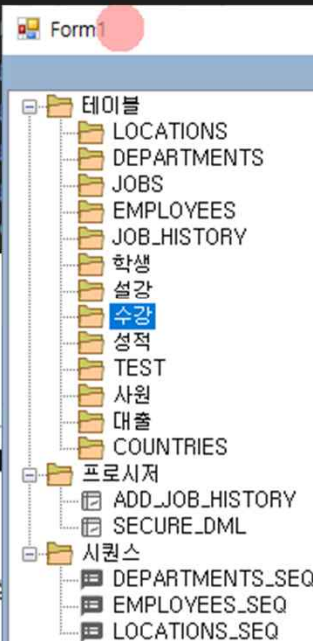 Form1
테이블
LOCATIONS
DEPARTMENTS
JOBS
EMPLOYEES
JOB_HISTORY
학생
설강
수강
성적
TEST
사원
대출
COUNTRIES
프로시저
ADD_JOB_HISTORY
SECURE_DML
시퀀스
DEPARTMENTS_SEQ
EMPLOYEES_SEQ
LOCATIONS_SEQ